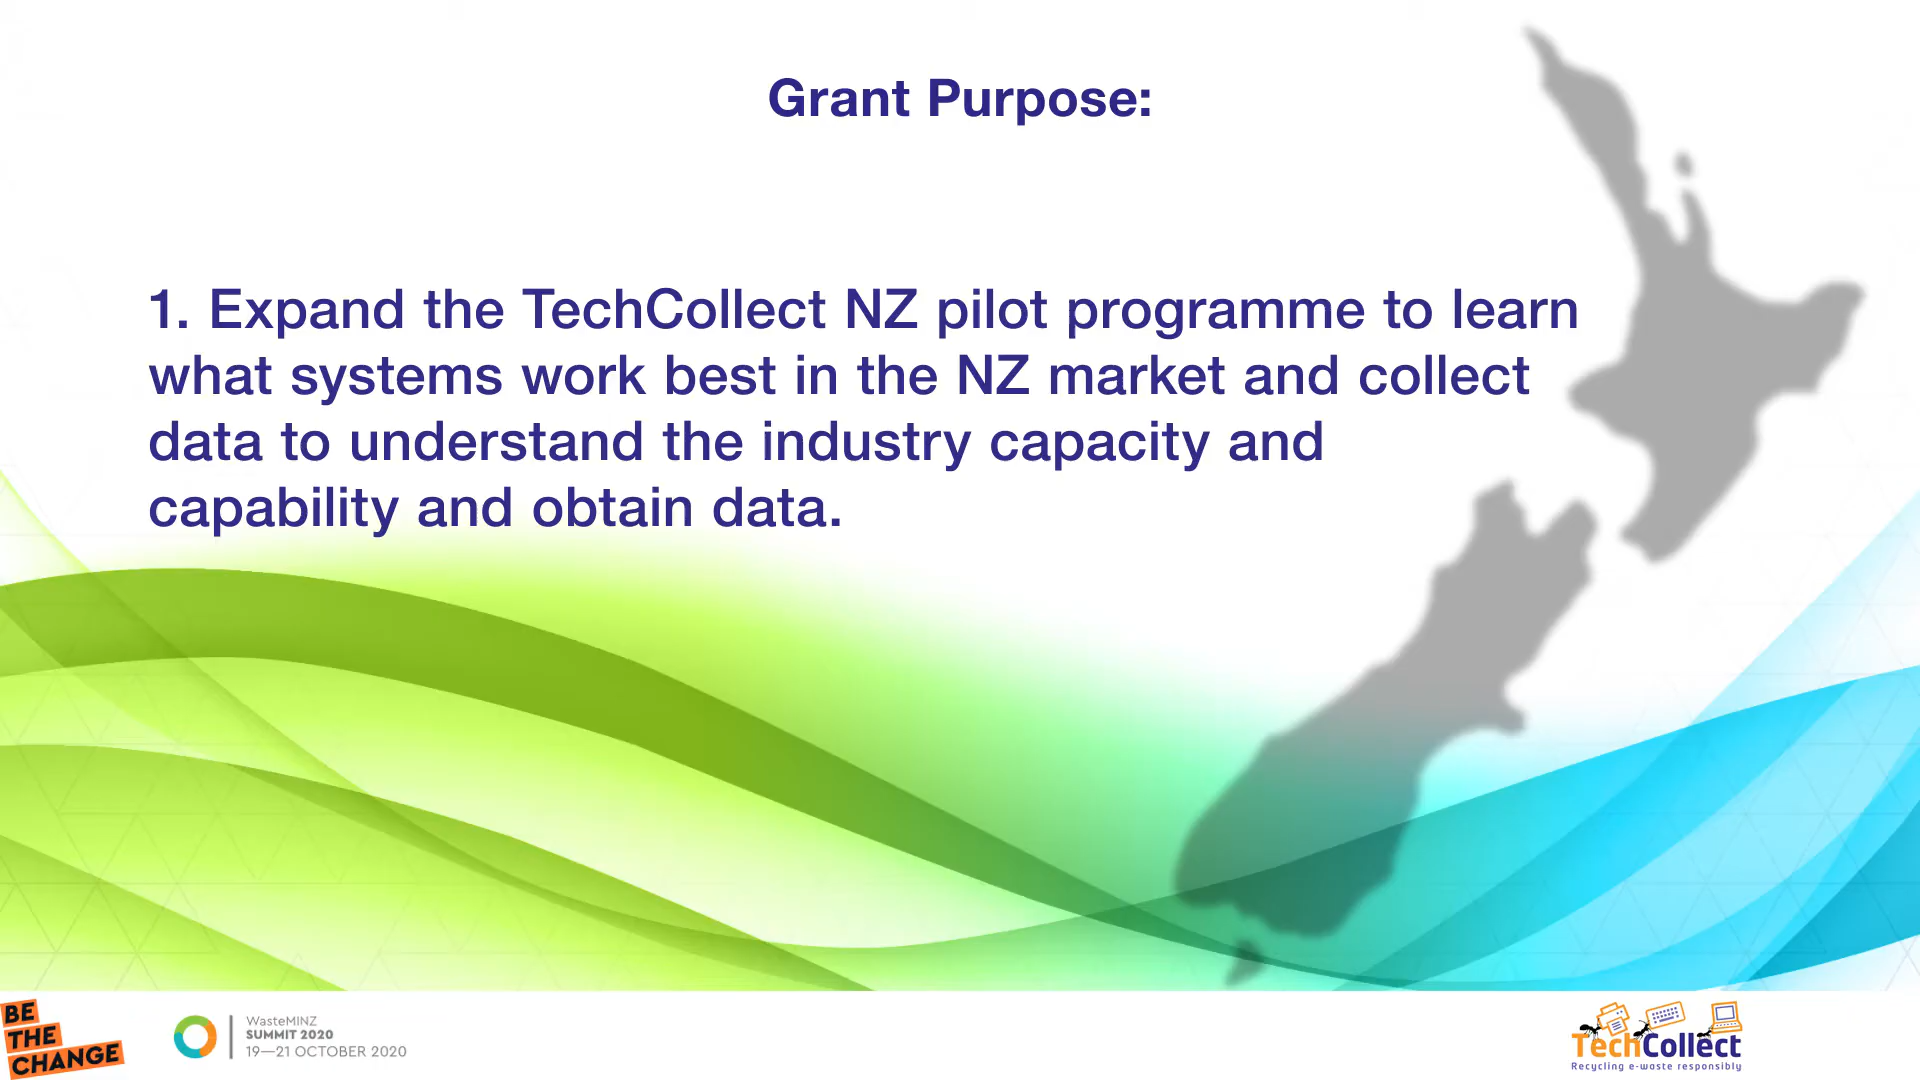 Grant Purpose:
1. Expand the TechCollect NZ pilot programme to learn
what systems work best in the NZ market and collect
data to understand the industry capacity and
capability and obtain data.
BE
THE
CHANGE
WasteMINZ
SUMMIT 2020
19—21 OCTOBER 2020
TechCollect
Recycling e-waste responsibly